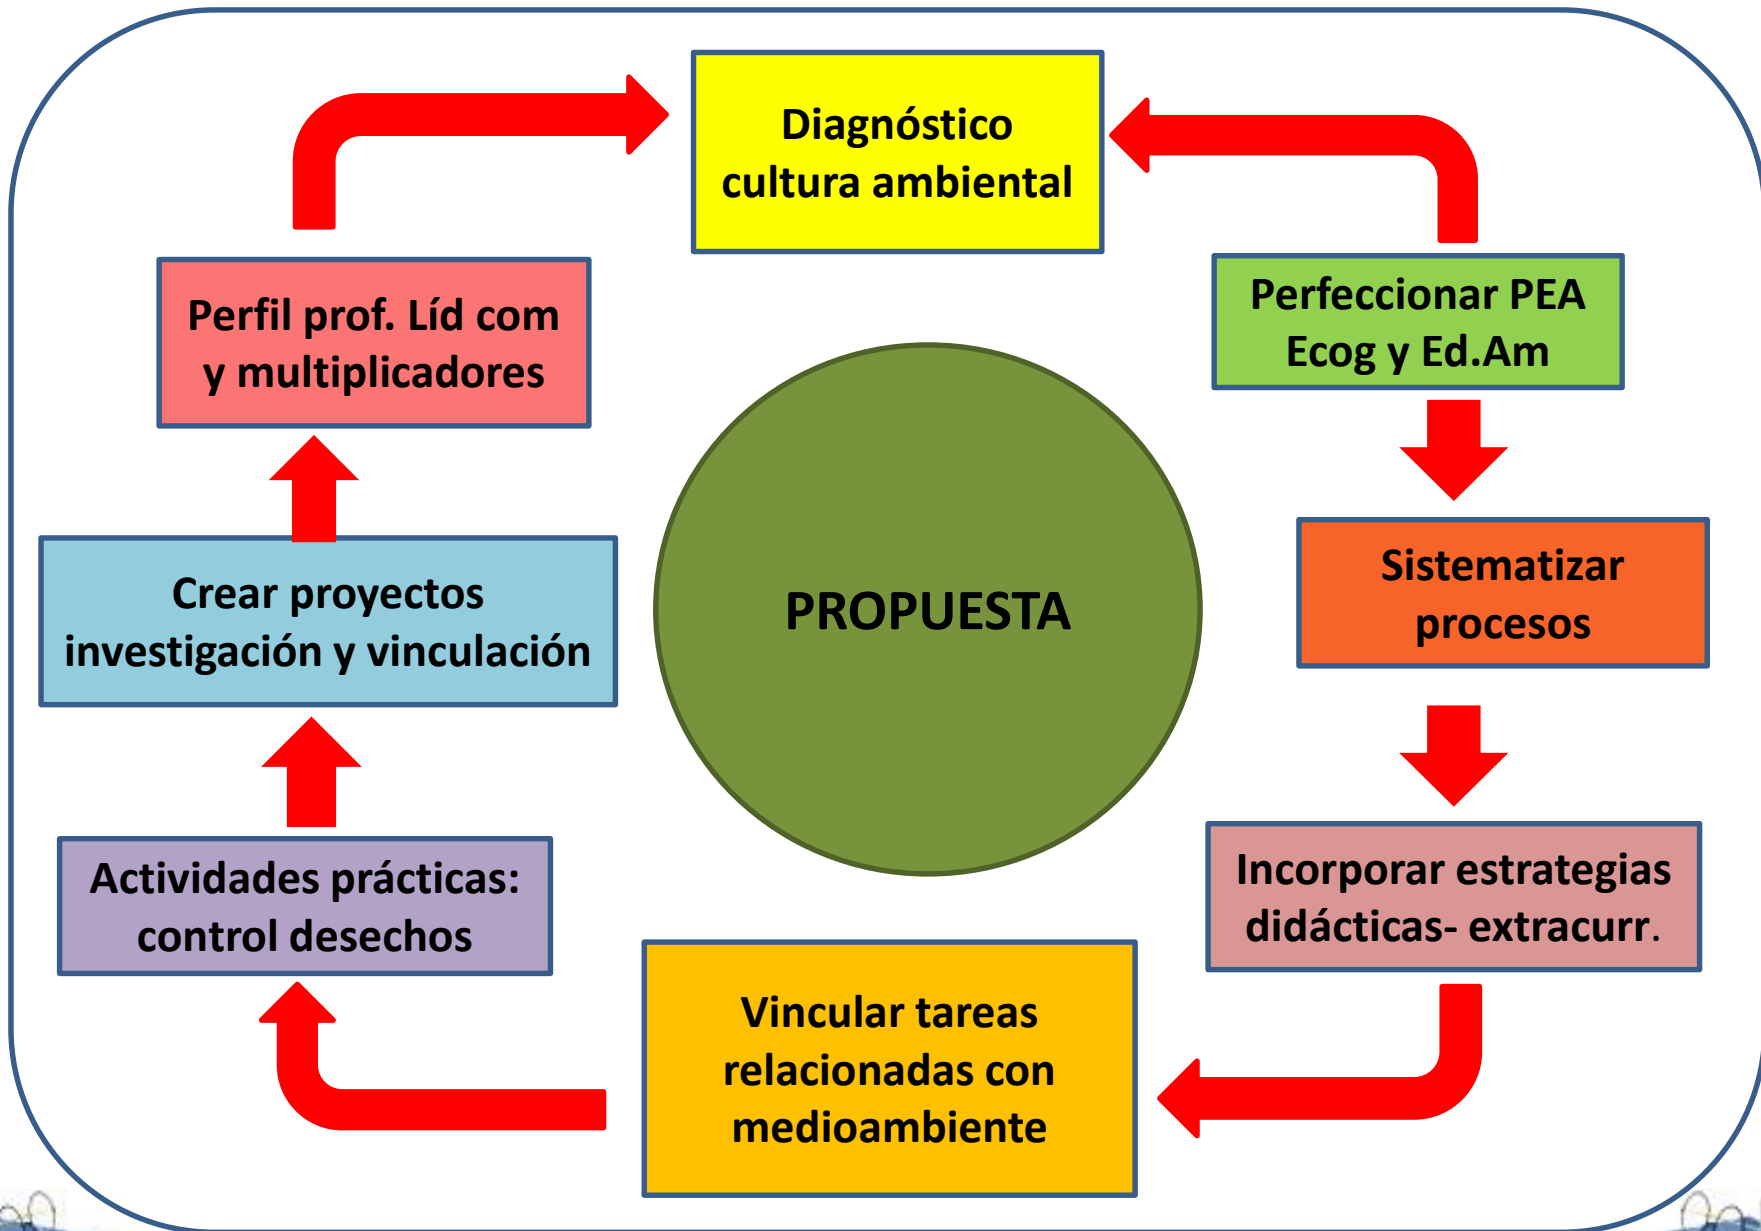 Diagnóstico
cultura ambiental
Perfeccionar PEA
Ecog y Ed.Am
Sistematizar
procesos
Incorporar estrategias
didácticas- extracurr.
Vincular tareas
relacionadas con
medioambiente
Actividades prácticas:
control desechos
Crear proyectos
investigación y vinculación
Perfil prof. Líd com
y multiplicadores
PROPUESTA